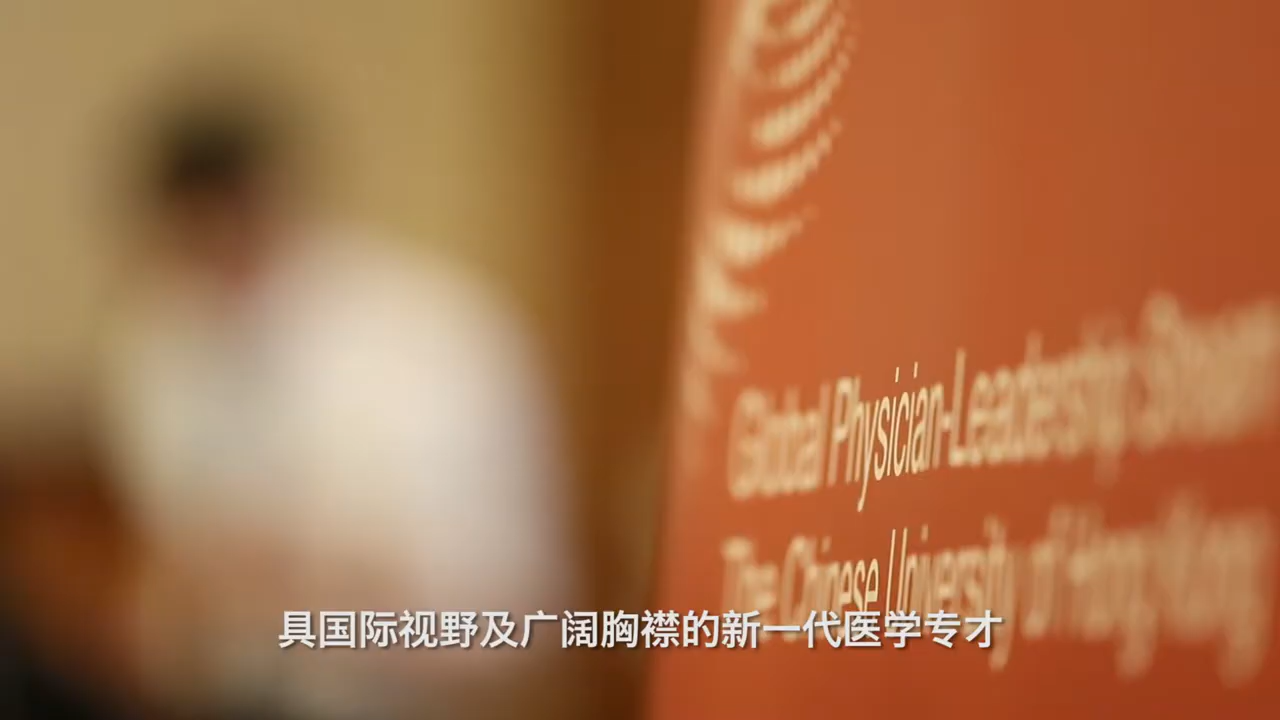 Global Physician-Leadership Stream
The Chinese University of Hong Kong
具国际视野及广阔胸襟的新一代医学专才